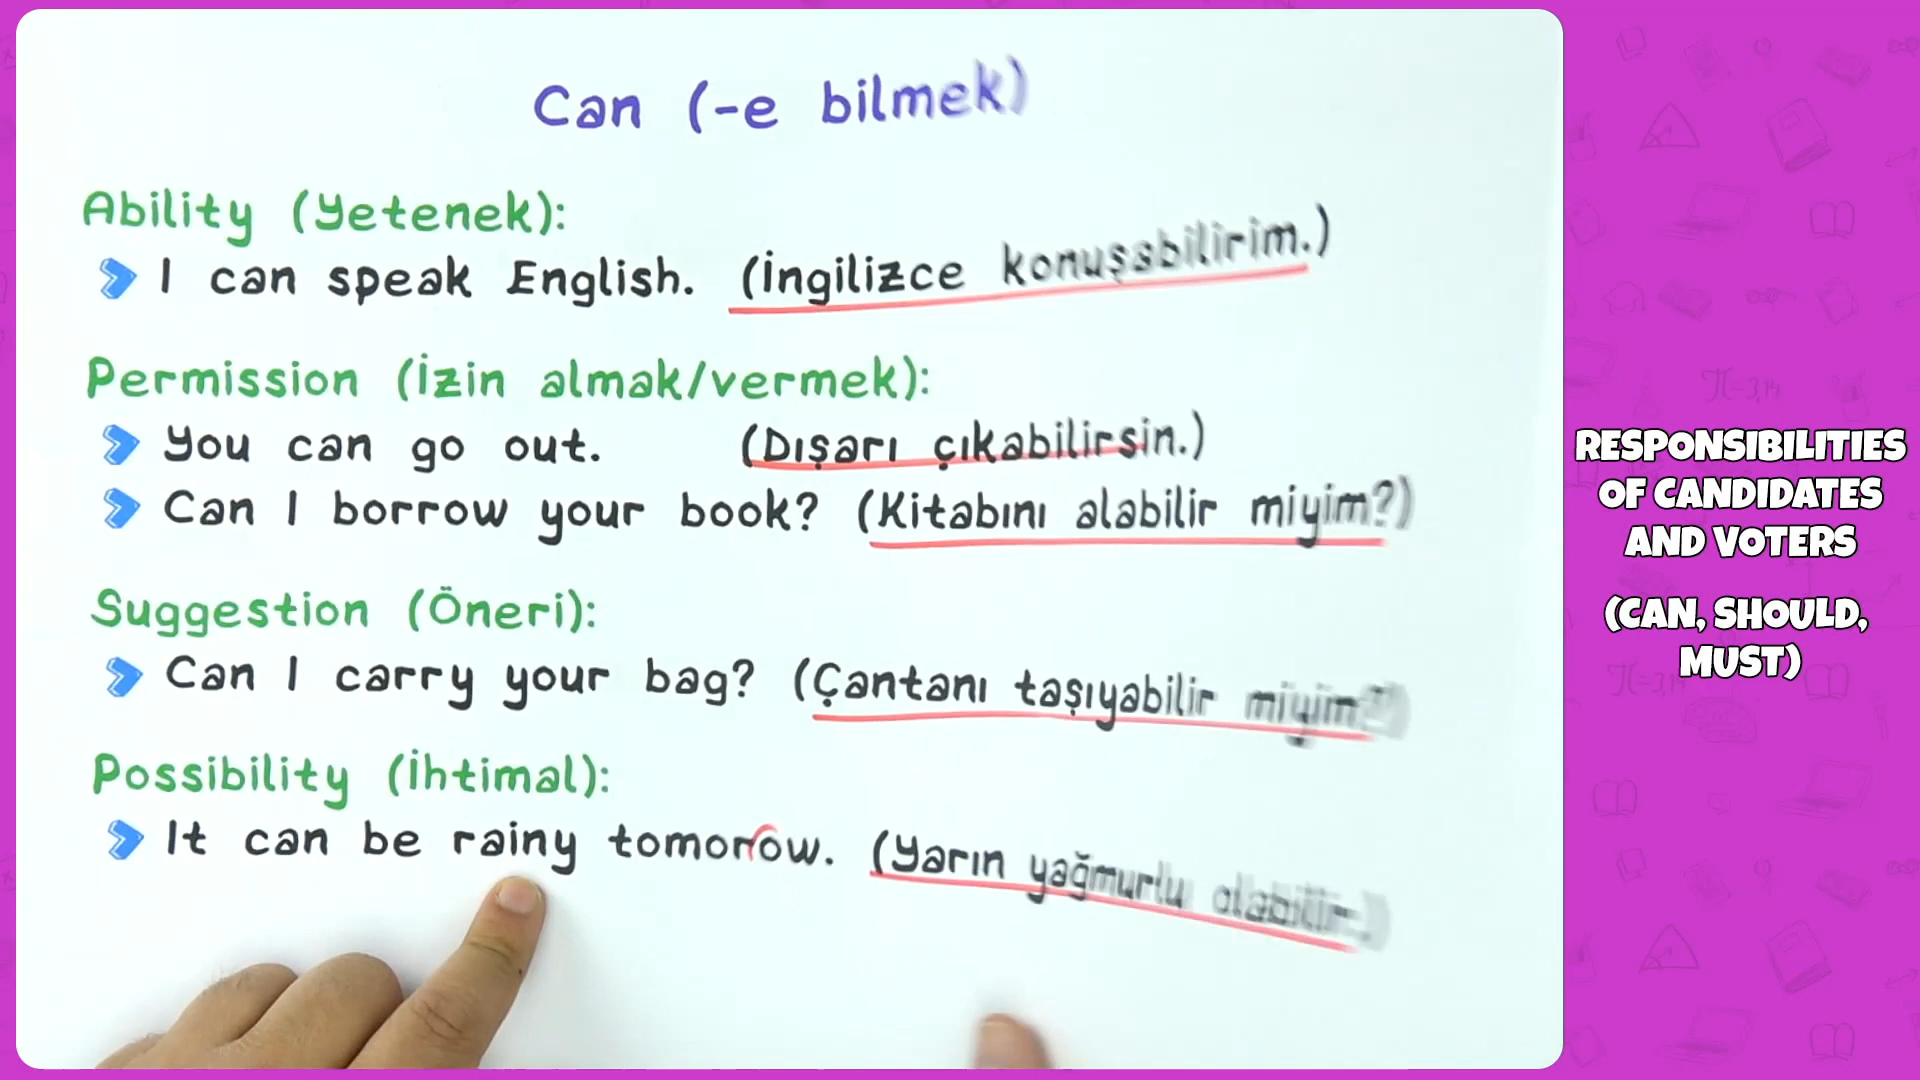 Can (-e bilmek)
Ability (Yetenek):
I can speak English. (İngilizce konuşabilirim.)
Permission (İzin almak/vermek):
You can go out. (Dışarı çıkabilirsin.)
Can I borrow your book? (Kitabını alabilir miyim?)
Suggestion (Öneri):
Can I carry your bag? (Çantanı taşıyabilir miyim?)
Possibility (İhtimal):
It can be rainy tomorrow. (Yarın yağmurlu olabilir.)
RESPONSIBILITIES
OF CANDIDATES
AND VOTERS
(CAN, SHOULD,
MUST)